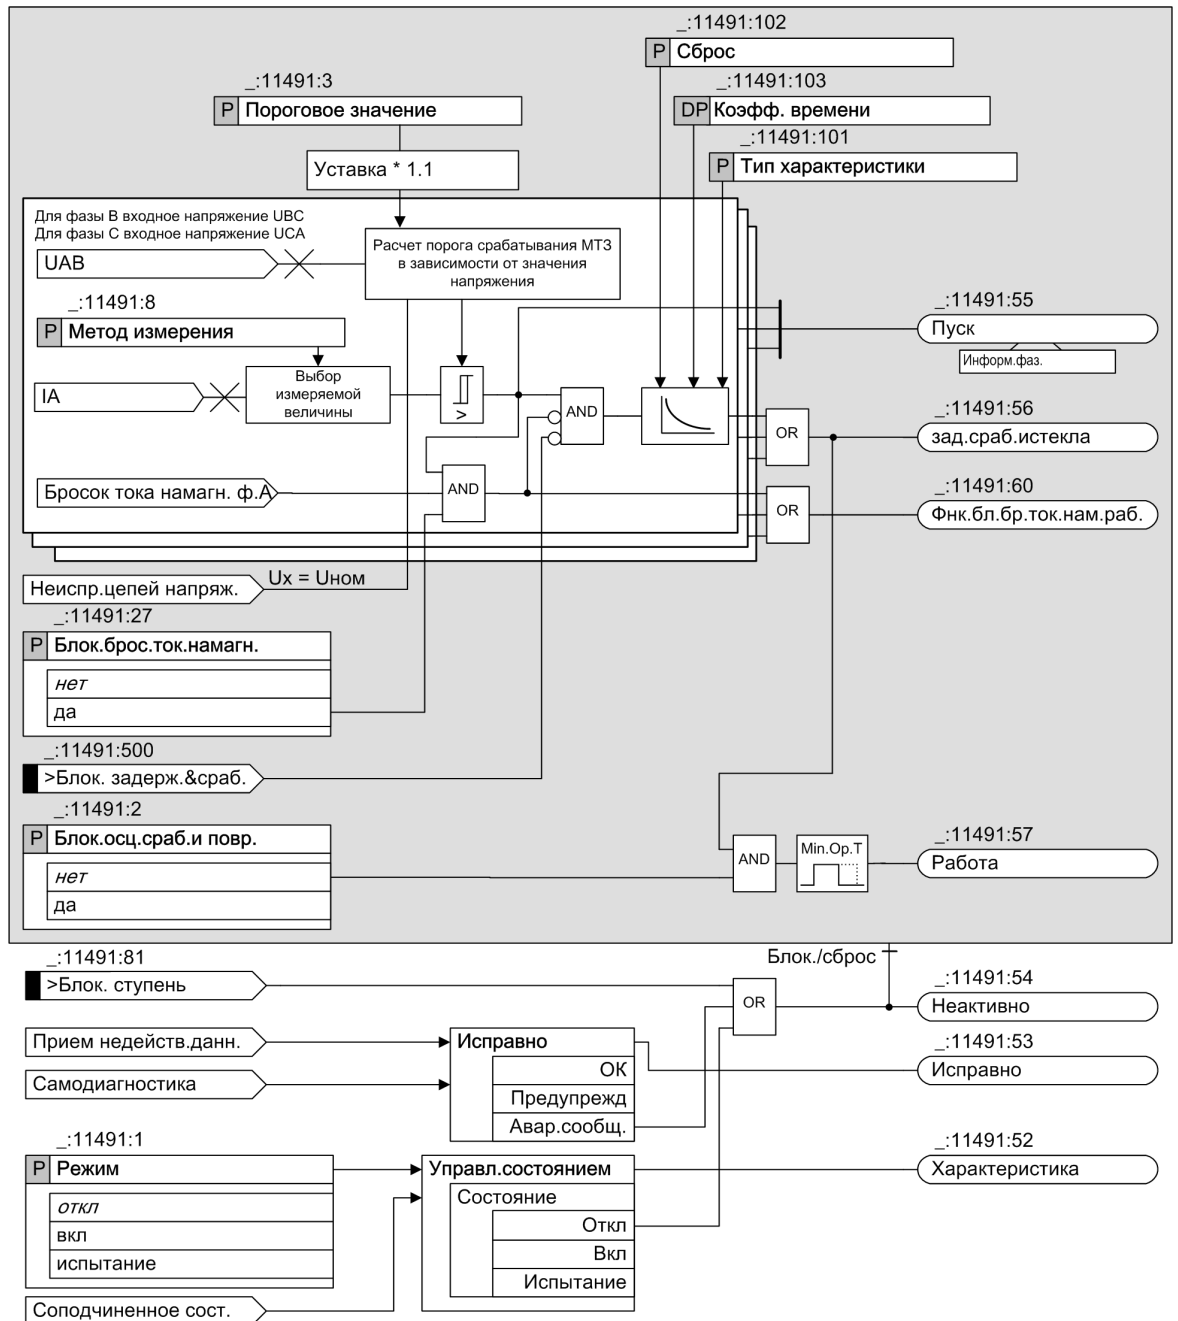 _:11491:102
P Сброс
_:11491:3
_:11491:103
P Пороговое значение
DP Коэфф. времени
_:11491:101
Уставка * 1.1
P Тип характеристики
Для фазы В входное напряжение UBC
Для фазы С входное напряжение UCA
UAB
Расчет порога срабатывания МТЗ
в зависимости от значения
напряжения
_:11491:8
P Метод измерения
_:11491:55
Пуск
Информ.фаз.
IA
Выбор
измеряемой
величины
>
AND
_:11491:56
OR
зад.сраб.истекла
Бросок тока намагн. ф.А
AND
_:11491:60
OR
Фнк.бл.бр.ток.нам.раб.
Неиспр.цепей напряж.
Uх = Uном
_:11491:27
P Блок.брос.ток.намагн.
нет
да
_:11491:500
>Блок. задерж.&сраб.
_:11491:2
P Блок.осц.сраб.и повр.
нет
да
AND
Min.Op.T
_:11491:57
Работа
_:11491:81
>Блок. ступень
Блок./сброс
OR
_:11491:54
Неактивно
Прием недейств.данн.
Самодиагностика
Исправно
ОК
Предупрежд
Авар.сообщ.
_:11491:53
Исправно
_:11491:1
P Режим
откл
вкл
испытание
Соподчиненное сост.
Управл.состоянием
Состояние
Откл
Вкл
Испытание
_:11491:52
Характеристика